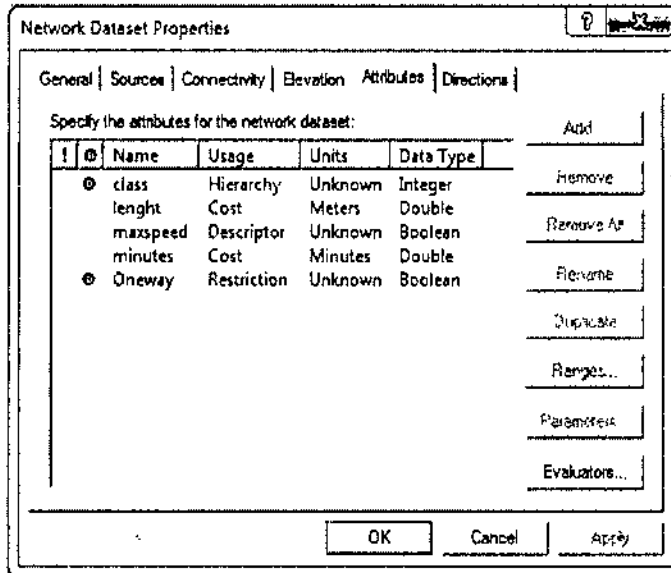 Network Dataset Properties
?
General Sources Connectivity Elevation Attributes Directions
Specify the attributes for the network dataset:
! Name Usage Units Data Type
class Hierarchy Unknown Integer
lenght Cost Meters Double
maxspeed Descriptor Unknown Boolean
minutes Cost Minutes Double
Oneway Restriction Unknown Boolean
Add
Remove
Remove All
Rename
Duplicate
Ranges...
Parameters
Evaluators...
OK Cancel Apply